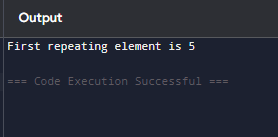 Output
First repeating element is 5
=== Code Execution Successful ===